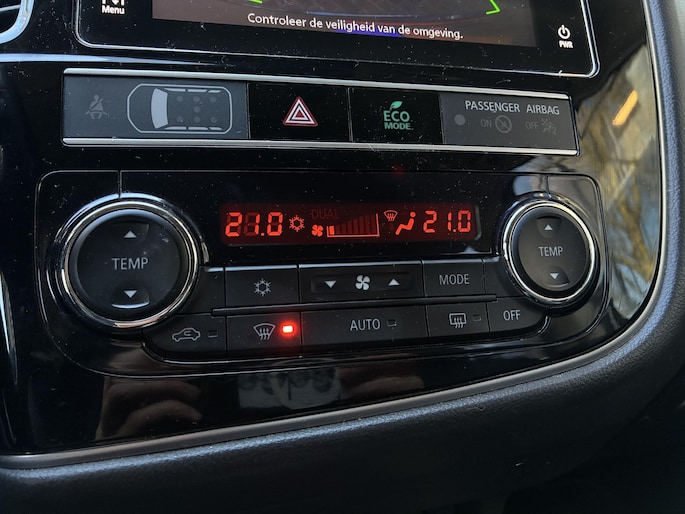 Menu
Controleer de veiligheid van de omgeving.
PWR
ECO
MODE
PASSENGER AIRBAG
ON OFF
21.0 DUAL 21.0
TEMP
TEMP
MODE
AUTO
OFF